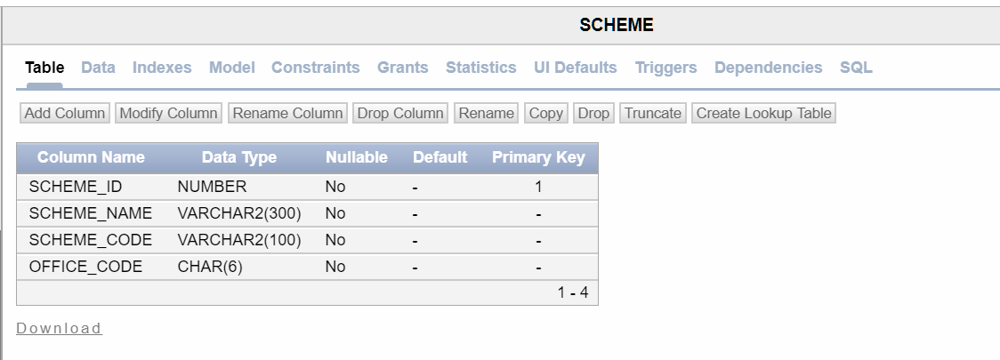 SCHEME
Table Data Indexes Model Constraints Grants Statistics UI Defaults Triggers Dependencies SQL
Add Column Modify Column Rename Column Drop Column Rename Copy Drop Truncate Create Lookup Table
Column Name Data Type Nullable Default Primary Key
SCHEME_ID NUMBER No - 1
SCHEME_NAME VARCHAR2(300) No - -
SCHEME_CODE VARCHAR2(100) No - -
OFFICE_CODE CHAR(6) No - -
1 - 4
Download